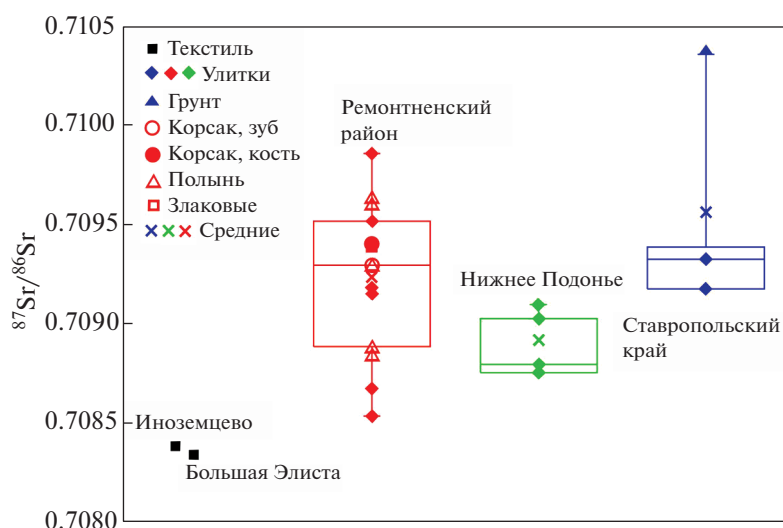 0.7105
Текстиль
Улитки
Грунт
Корсак, зуб
Корсак, кость
Полынь
Злаковые
Средние
Ремонтненский
район
0.7100
0.7095
0.7090
0.7085
0.7080
⁸⁷Sr/⁸⁶Sr
Нижнее Подонье
Ставропольский
край
Иноземцево
Большая Элиста